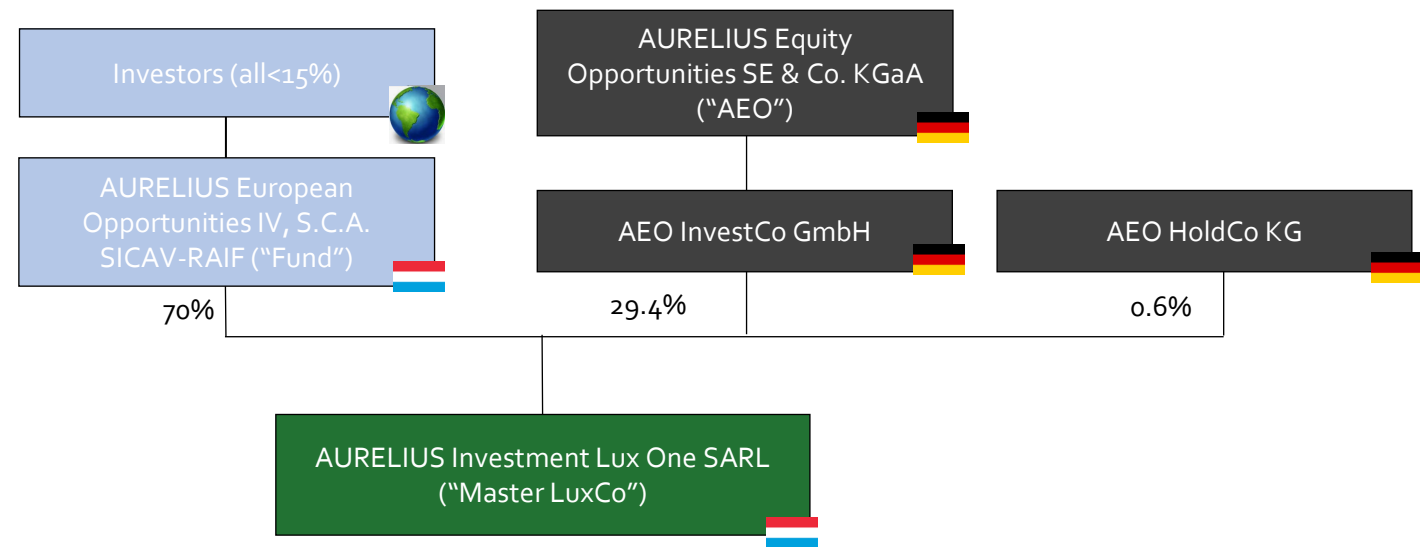 Investors (all<15%)
AURELIUS Equity
Opportunities SE & Co. KGaA
(“AEO”)
AURELIUS European
Opportunities IV, S.C.A.
SICAV-RAIF (“Fund”)
AEO InvestCo GmbH
AEO HoldCo KG
70%
29.4%
0.6%
AURELIUS Investment Lux One SARL
(“Master LuxCo”)